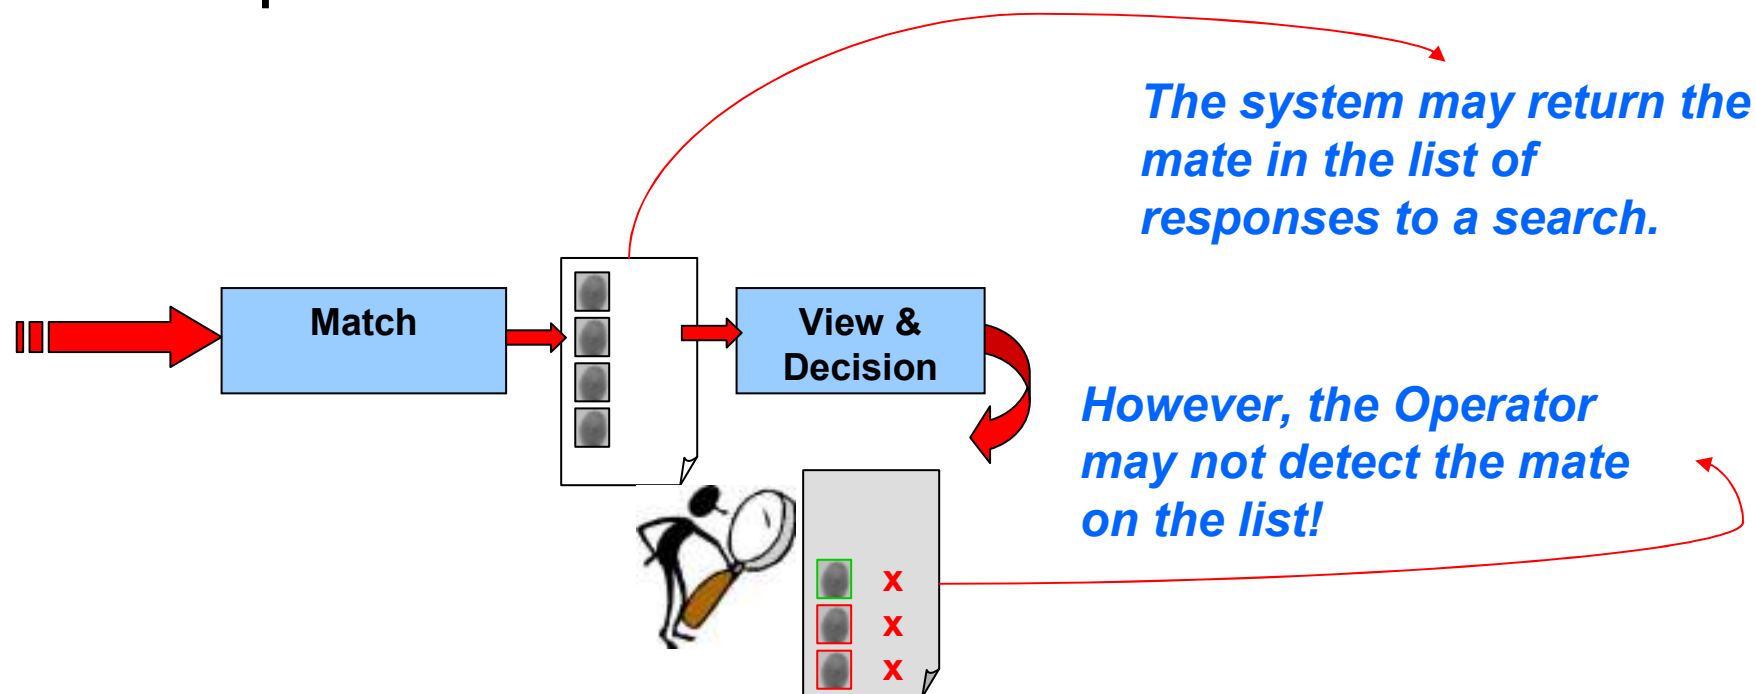 The system may return the
mate in the list of
responses to a search.
Match
View &
Decision
However, the Operator
may not detect the mate
on the list!
x
x
x